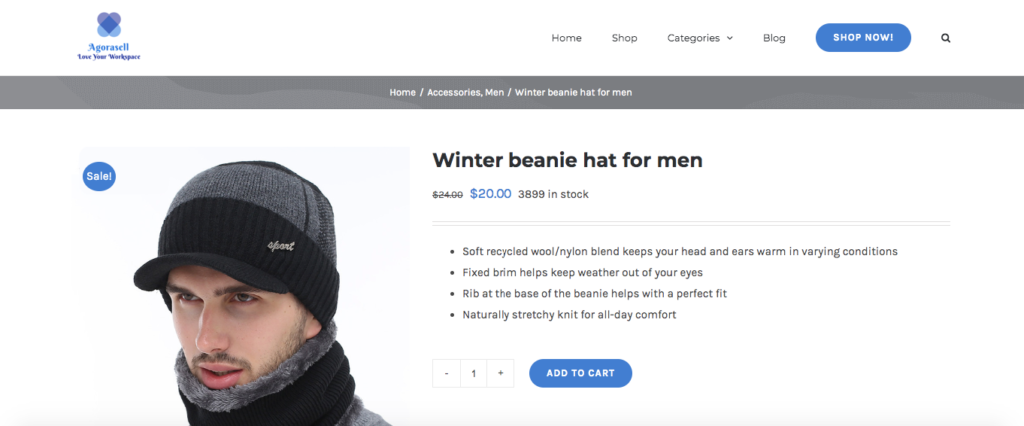 Agorasell
Love Your Workspace
Home
Shop
Categories
Blog
SHOP NOW!
Home / Accessories, Men / Winter beanie hat for men
Sale!
sport
Winter beanie hat for men
$24.00 $20.00 3899 in stock
• Soft recycled wool/nylon blend keeps your head and ears warm in varying conditions
• Fixed brim helps keep weather out of your eyes
• Rib at the base of the beanie helps with a perfect fit
• Naturally stretchy knit for all-day comfort
- 1 +
ADD TO CART